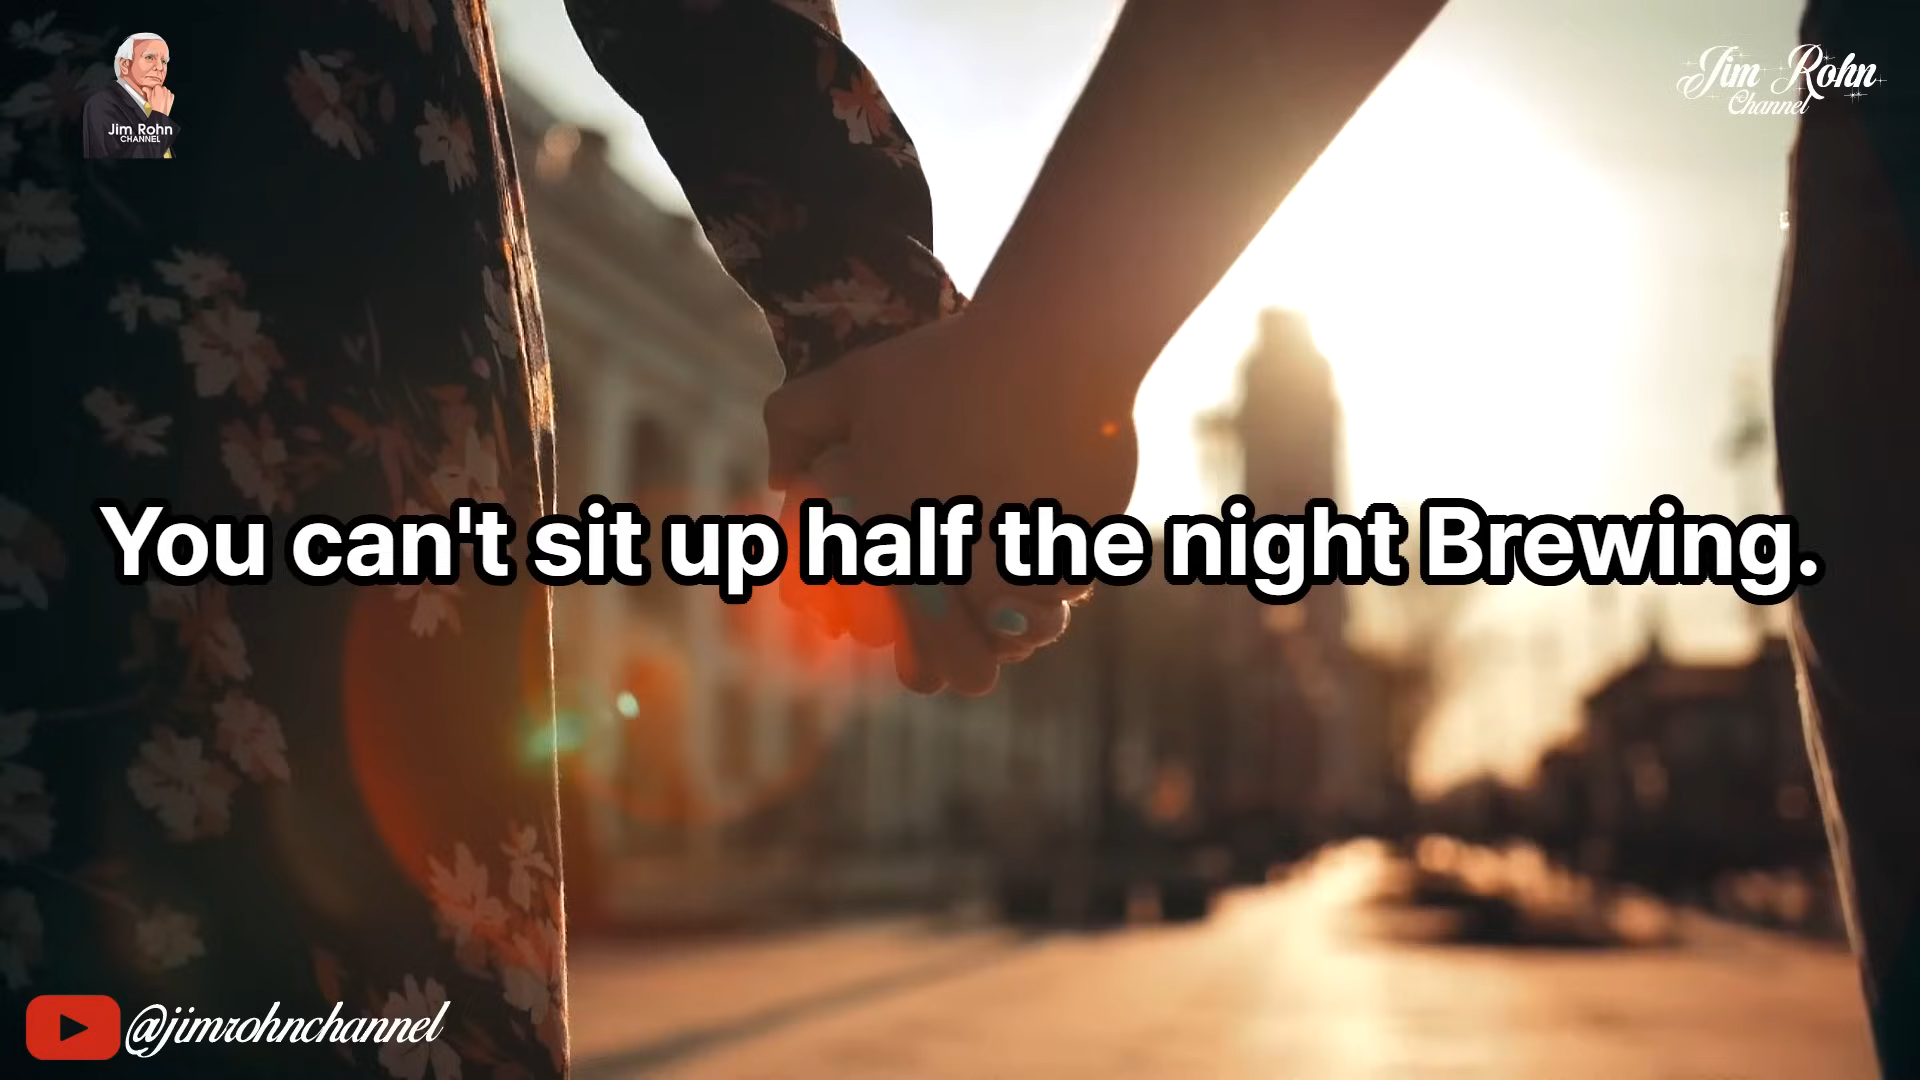 Jim Rohn
CHANNEL
Jim Rohn
Channel
You can't sit up half the night Brewing.
@jimrohnchannel